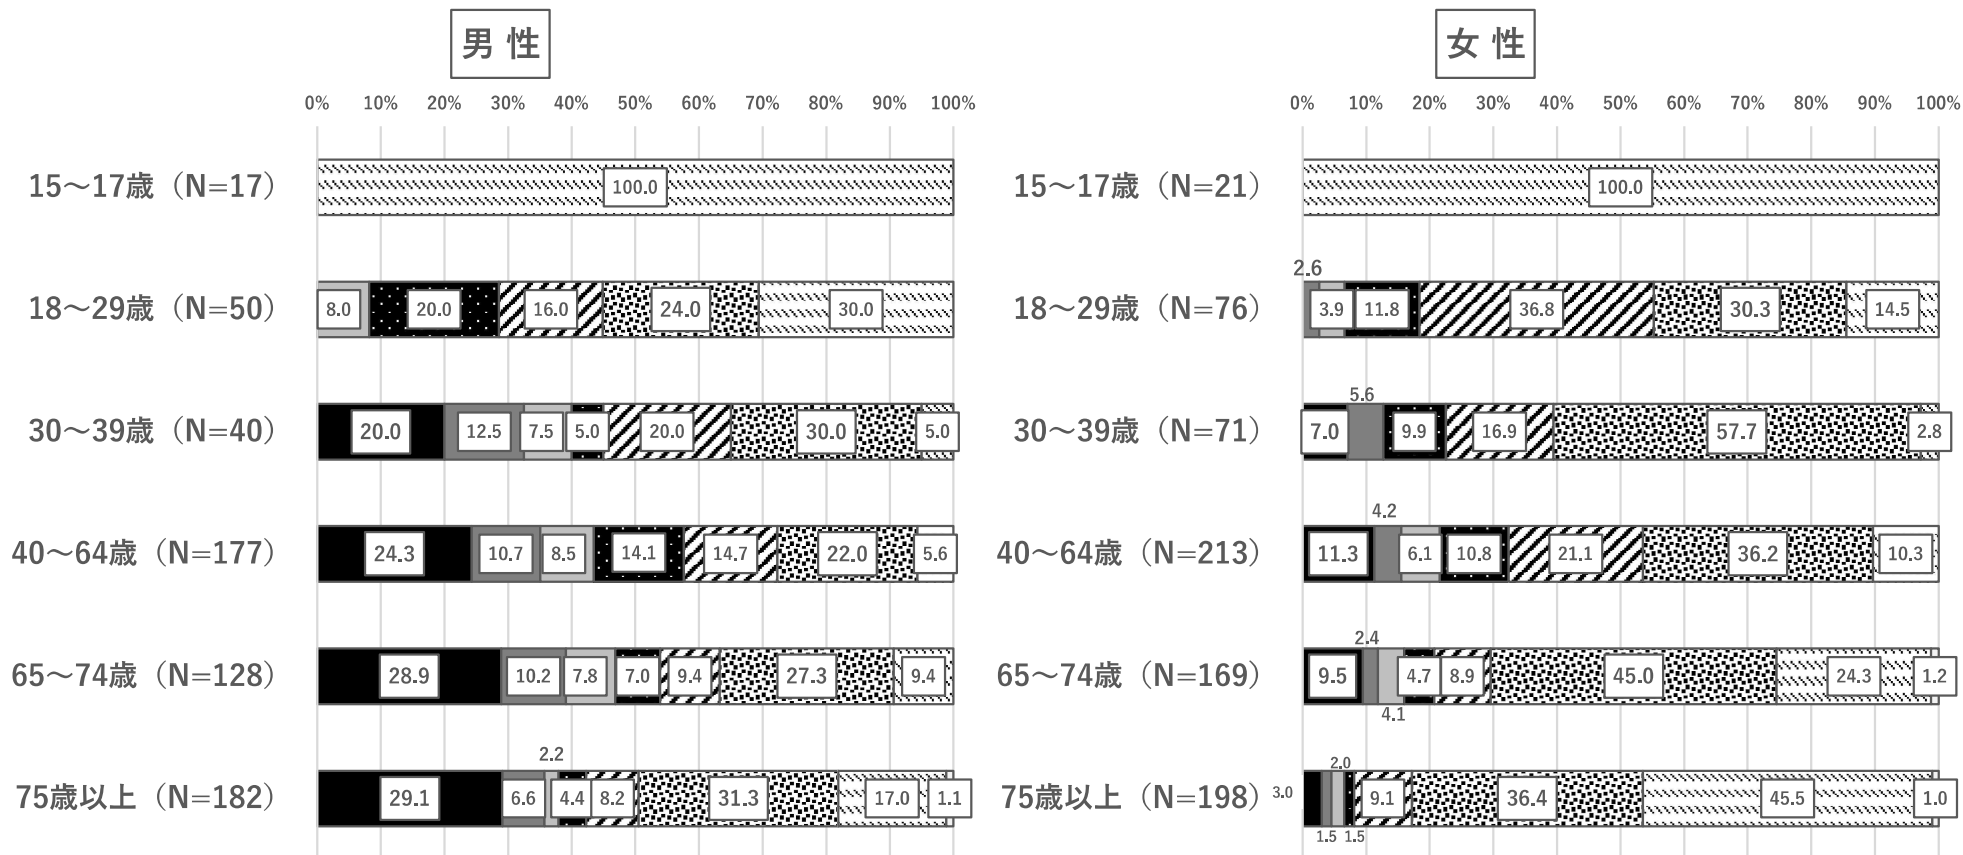 男 性
0% 10% 20% 30% 40% 50% 60% 70% 80% 90% 100%
15～17歳（N=17） 100.0
18～29歳（N=50） 8.0 20.0 16.0 24.0 30.0
30～39歳（N=40） 20.0 12.5 7.5 5.0 20.0 30.0 5.0
40～64歳（N=177） 24.3 10.7 8.5 14.1 14.7 22.0 5.6
65～74歳（N=128） 28.9 10.2 7.8 7.0 9.4 27.3 9.4
2.2
75歳以上（N=182） 29.1 6.6 4.4 8.2 31.3 17.0 1.1
女 性
0% 10% 20% 30% 40% 50% 60% 70% 80% 90% 100%
15～17歳（N=21） 100.0
2.6
18～29歳（N=76） 3.9 11.8 36.8 30.3 14.5
5.6
30～39歳（N=71） 7.0 9.9 16.9 57.7 2.8
4.2
40～64歳（N=213） 11.3 6.1 10.8 21.1 36.2 10.3
2.4
65～74歳（N=169） 9.5 4.7 8.9 45.0 24.3 1.2
4.1
2.0
75歳以上（N=198） 3.0 9.1 36.4 45.5 1.0
1.5 1.5